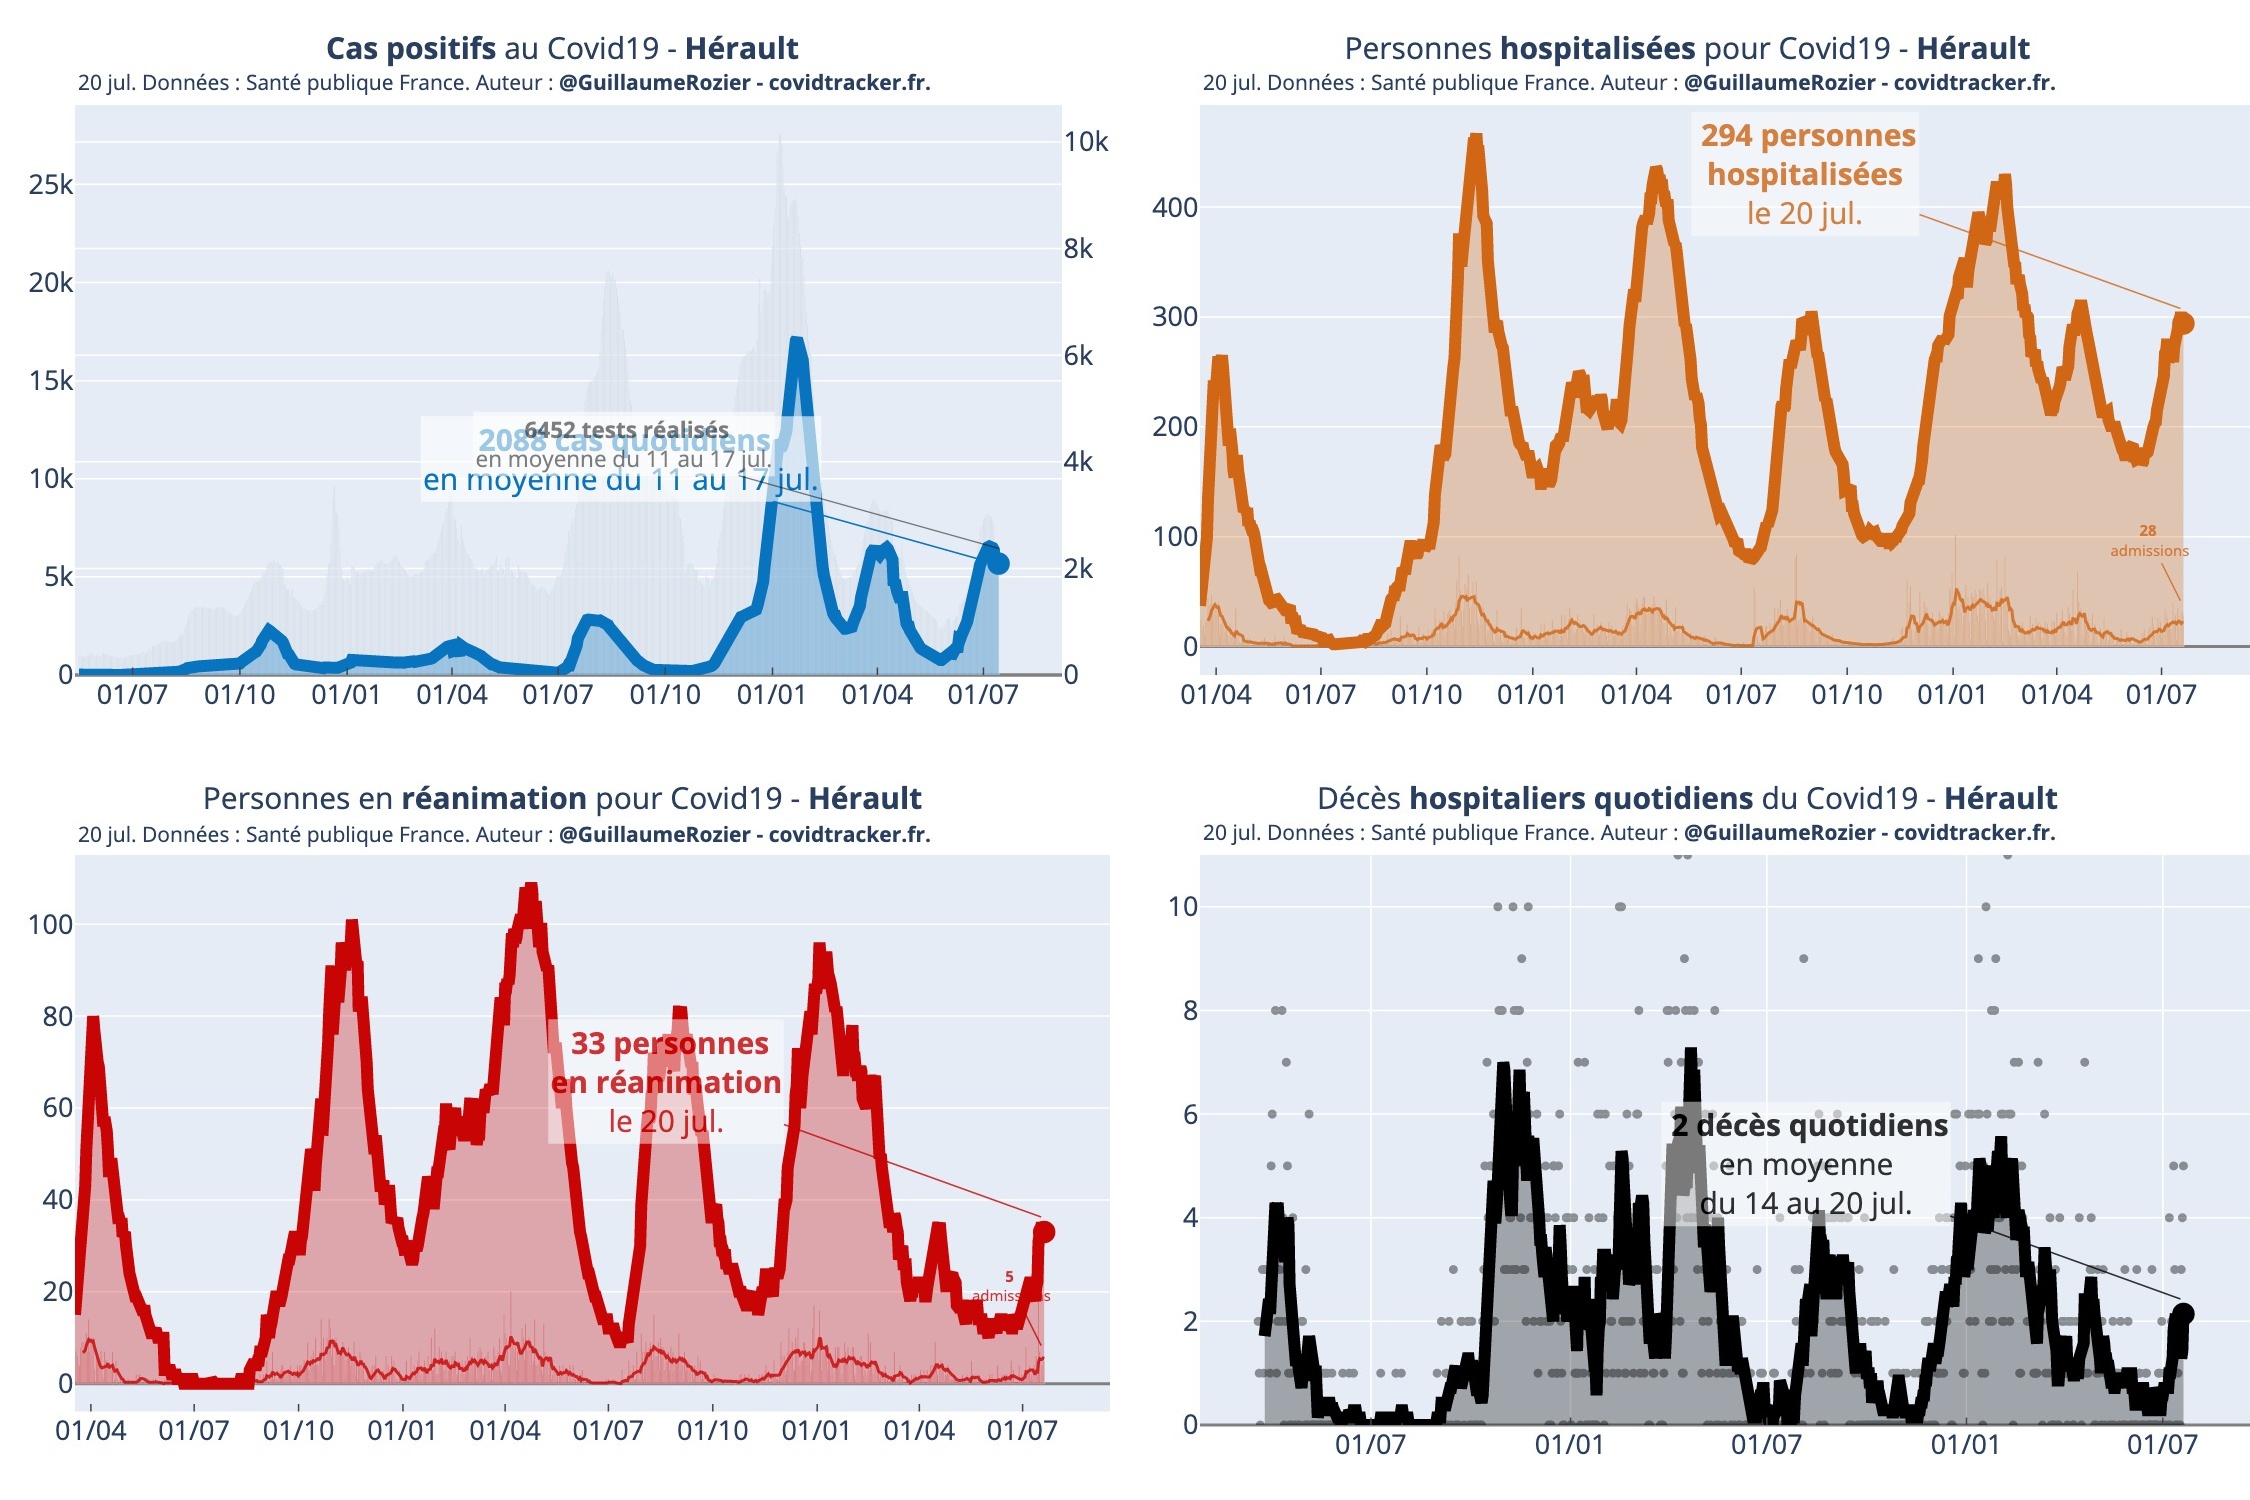 Cas positifs au Covid19 - Hérault
20 jul. Données : Santé publique France. Auteur : @GuillaumeRozier - covidtracker.fr.
25k
20k
15k
10k
5k
0
10k
8k
6k
4k
2k
0
6452 tests réalisés
en moyenne du 11 au 17 jul.
2088 cas quotidiens
en moyenne du 11 au 17 jul.
01/07 01/10 01/01 01/04 01/07 01/10 01/01 01/04 01/07
Personnes hospitalisées pour Covid19 - Hérault
20 jul. Données : Santé publique France. Auteur : @GuillaumeRozier - covidtracker.fr.
294 personnes
hospitalisées
le 20 jul.
400
300
200
100
0
28
admissions
01/04 01/07 01/10 01/01 01/04 01/07 01/10 01/01 01/04 01/07
Personnes en réanimation pour Covid19 - Hérault
20 jul. Données : Santé publique France. Auteur : @GuillaumeRozier - covidtracker.fr.
100
80
60
40
20
0
33 personnes
en réanimation
le 20 jul.
5
admissions
01/04 01/07 01/10 01/01 01/04 01/07 01/10 01/01 01/04 01/07
Décès hospitaliers quotidiens du Covid19 - Hérault
20 jul. Données : Santé publique France. Auteur : @GuillaumeRozier - covidtracker.fr.
10
8
6
4
2
0
2 décès quotidiens
en moyenne
du 14 au 20 jul.
01/07 01/01 01/07 01/01 01/07